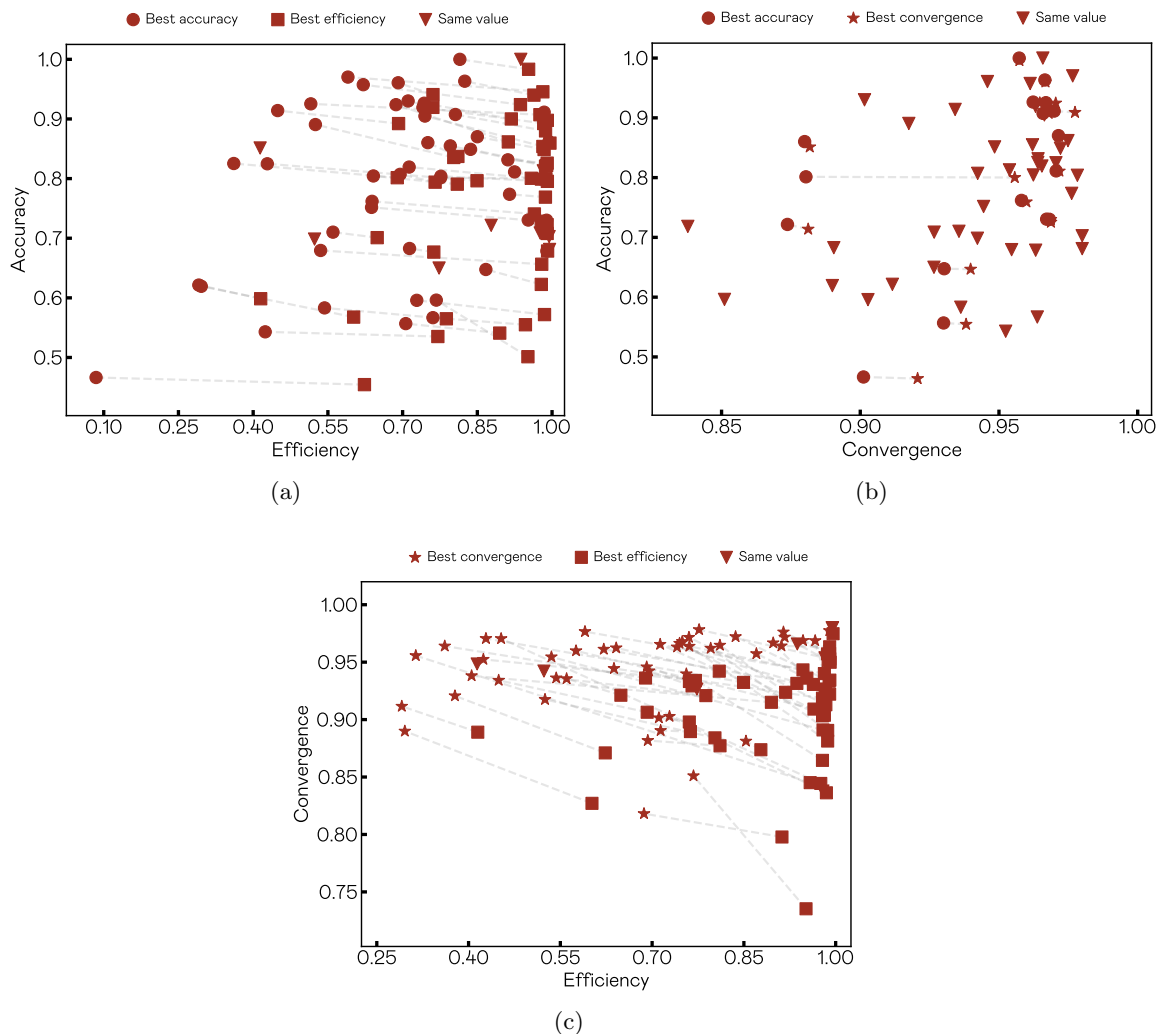 Best accuracy Best efficiency Same value
1.0
0.9
0.8
0.7
0.6
0.5
Accuracy
0.10 0.25 0.40 0.55 0.70 0.85 1.00
Efficiency
(a)
Best accuracy Best convergence Same value
1.0
0.9
0.8
0.7
0.6
0.5
Accuracy
0.85 0.90 0.95 1.00
Convergence
(b)
Best convergence Best efficiency Same value
1.00
0.95
0.90
0.85
0.80
0.75
Convergence
0.25 0.40 0.55 0.70 0.85 1.00
Efficiency
(c)